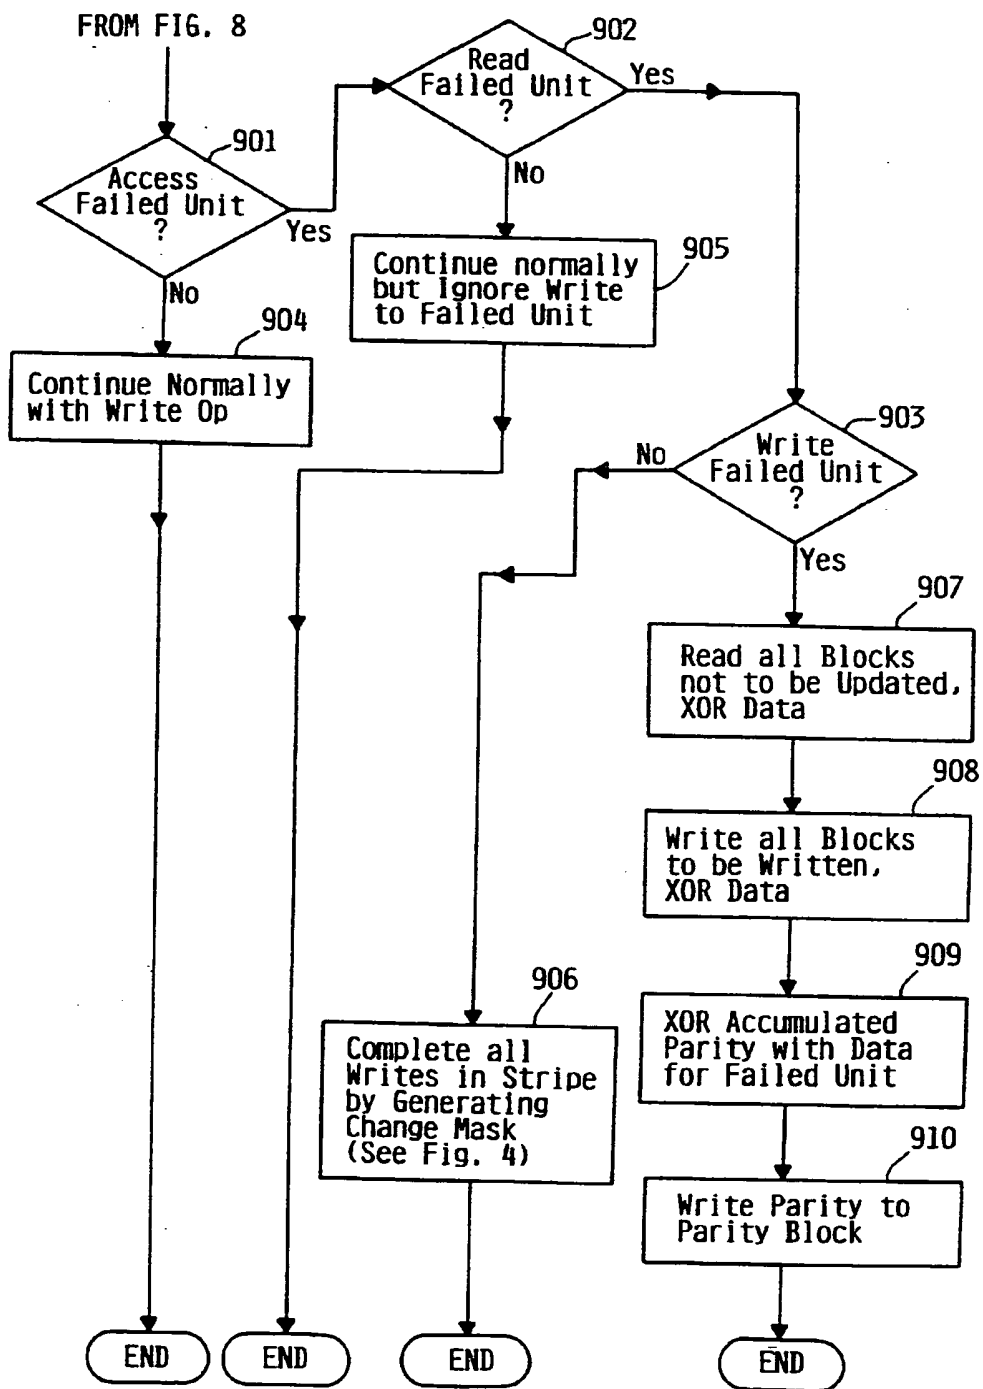 FROM FIG. 8
901
Access
Failed Unit
?
Yes
No
902
Read
Failed Unit
?
Yes
No
904
Continue Normally
with Write Op
905
Continue normally
but Ignore Write
to Failed Unit
903
Write
Failed Unit
?
No
Yes
907
Read all Blocks
not to be Updated,
XOR Data
908
Write all Blocks
to be Written,
XOR Data
906
Complete all
Writes in Stripe
by Generating
Change Mask
(See Fig. 4)
909
XOR Accumulated
Parity with Data
for Failed Unit
910
Write Parity to
Parity Block
END
END
END
END